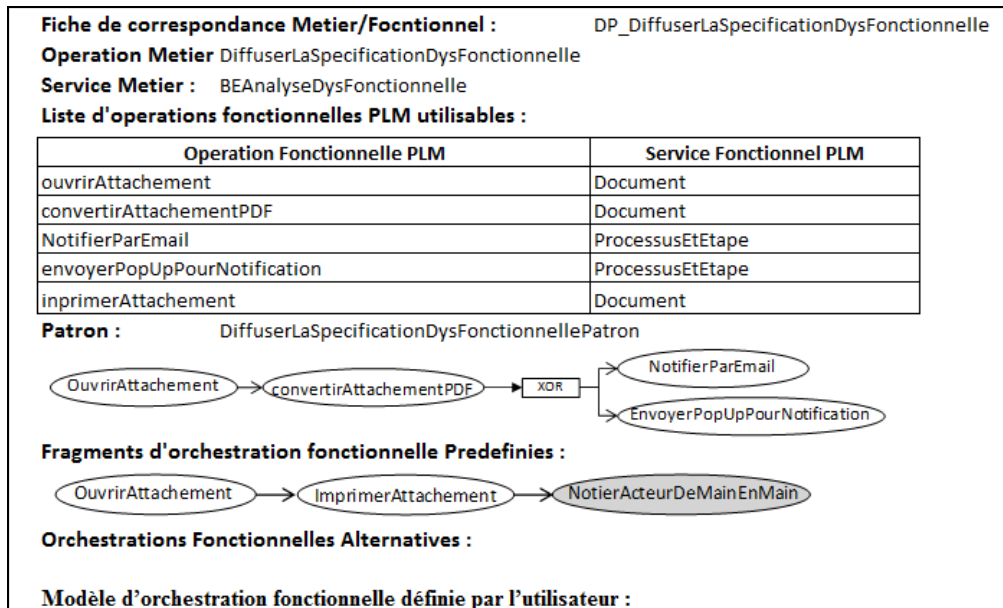 Fiche de correspondance Metier/Focntionnel : DP_DiffuserLaSpecificationDysFonctionnelle
Operation Metier DiffuserLaSpecificationDysFonctionnelle
Service Metier : BEAnalyseDysFonctionnelle
Liste d'operations fonctionnelles PLM utilisables :
Operation Fonctionnelle PLM Service Fonctionnel PLM
ouvrirAttachement Document
convertirAttachementPDF Document
NotifierParEmail ProcessusEtEtape
envoyerPopUpPourNotification ProcessusEtEtape
inprimerAttachement Document
Patron : DiffuserLaSpecificationDysFonctionnellePatron
OuvrirAttachement convertirAttachementPDF XOR NotifierParEmail
EnvoyerPopUpPourNotification
Fragments d'orchestration fonctionnelle Predefinies :
OuvrirAttachement ImprimerAttachement NotierActeurDeMainEnMain
Orchestrations Fonctionnelles Alternatives :
Modèle d'orchestration fonctionnelle définie par l'utilisateur :